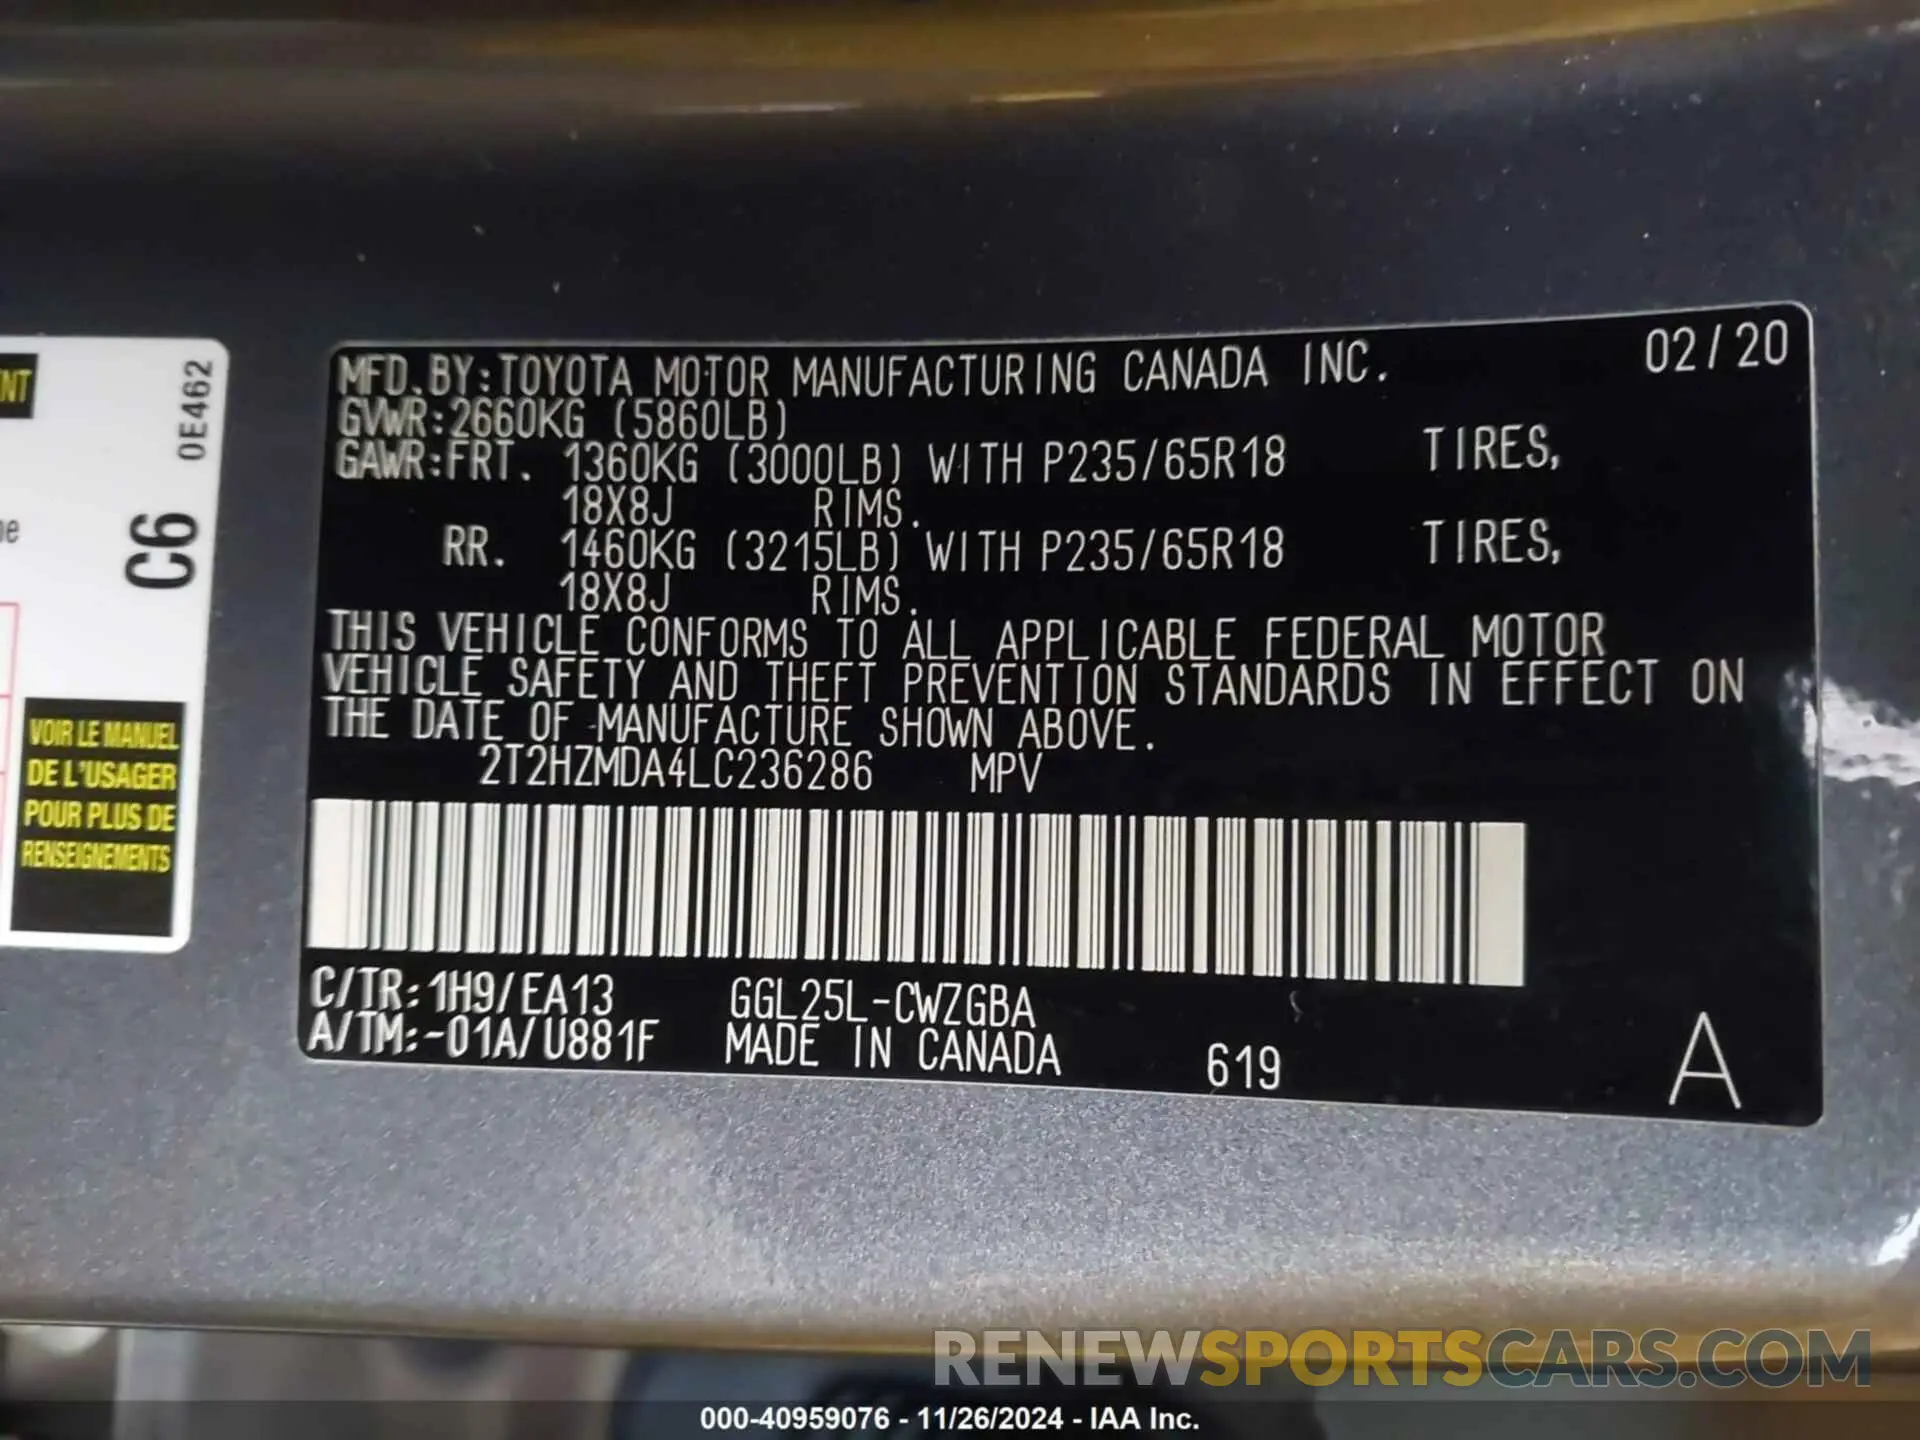 NT
0E462
C6
VOIR LE MANUEL
DE L'USAGER
POUR PLUS DE
RENSEIGNEMENTS
MFD.BY:TOYOTA MOTOR MANUFACTURING CANADA INC. 02/20
GVWR:2660KG (5860LB)
GAWR:FRT. 1360KG (3000LB) WITH P235/65R18 TIRES,
18X8J RIMS.
RR. 1460KG (3215LB) WITH P235/65R18 TIRES,
18X8J RIMS.
THIS VEHICLE CONFORMS TO ALL APPLICABLE FEDERAL MOTOR
VEHICLE SAFETY AND THEFT PREVENTION STANDARDS IN EFFECT ON
THE DATE OF MANUFACTURE SHOWN ABOVE.
2T2HZMDA4LC236286 MPV
C/TR:1H9/EA13 GGL25L-CWZGBA
A/TM:-01A/U881F MADE IN CANADA 619 A
RENEWSPORTSCARS.COM
000-40959076 - 11/26/2024 - IAA Inc.